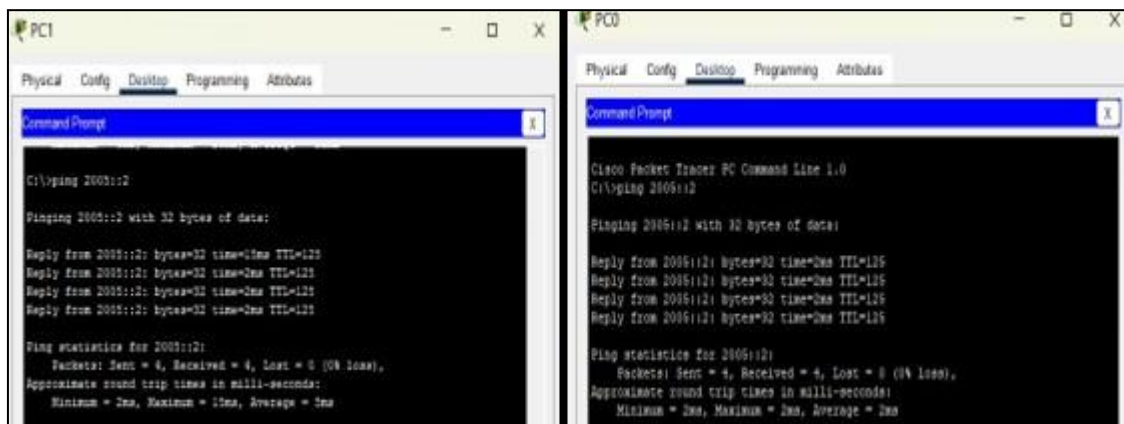 PC1
Physical Config Desktop Programming Attributes
Command Prompt
X
C:\>ping 2005::2
Pinging 2005::2 with 32 bytes of data:
Reply from 2005::2: bytes=32 time=15ms TTL=125
Reply from 2005::2: bytes=32 time=2ms TTL=125
Reply from 2005::2: bytes=32 time=2ms TTL=125
Reply from 2005::2: bytes=32 time=2ms TTL=125
Ping statistics for 2005::2:
Packets: Sent = 4, Received = 4, Lost = 0 (0% loss),
Approximate round trip times in milli-seconds:
Minimum = 2ms, Maximum = 15ms, Average = 5ms
PC0
Physical Config Desktop Programming Attributes
Command Prompt
X
Cisco Packet Tracer PC Command Line 1.0
C:\>ping 2005::2
Pinging 2005::2 with 32 bytes of data:
Reply from 2005::2: bytes=32 time=2ms TTL=125
Reply from 2005::2: bytes=32 time=2ms TTL=125
Reply from 2005::2: bytes=32 time=2ms TTL=125
Reply from 2005::2: bytes=32 time=2ms TTL=125
Ping statistics for 2005::2:
Packets: Sent = 4, Received = 4, Lost = 0 (0% loss),
Approximate round trip times in milli-seconds:
Minimum = 2ms, Maximum = 2ms, Average = 2ms